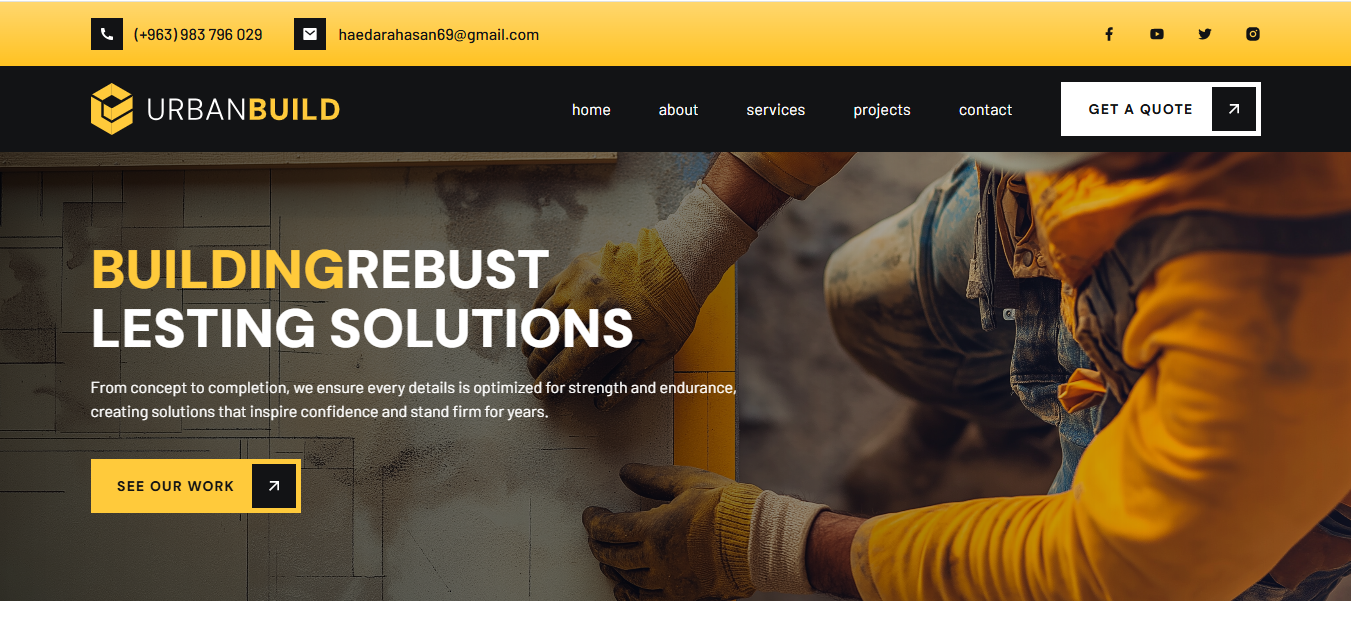 (+963) 983 796 029 haedarahasan69@gmail.com
URBANBUILD home about services projects contact GET A QUOTE
BUILDINGREBUST
LESTING SOLUTIONS
From concept to completion, we ensure every details is optimized for strength and endurance,
creating solutions that inspire confidence and stand firm for years.
SEE OUR WORK